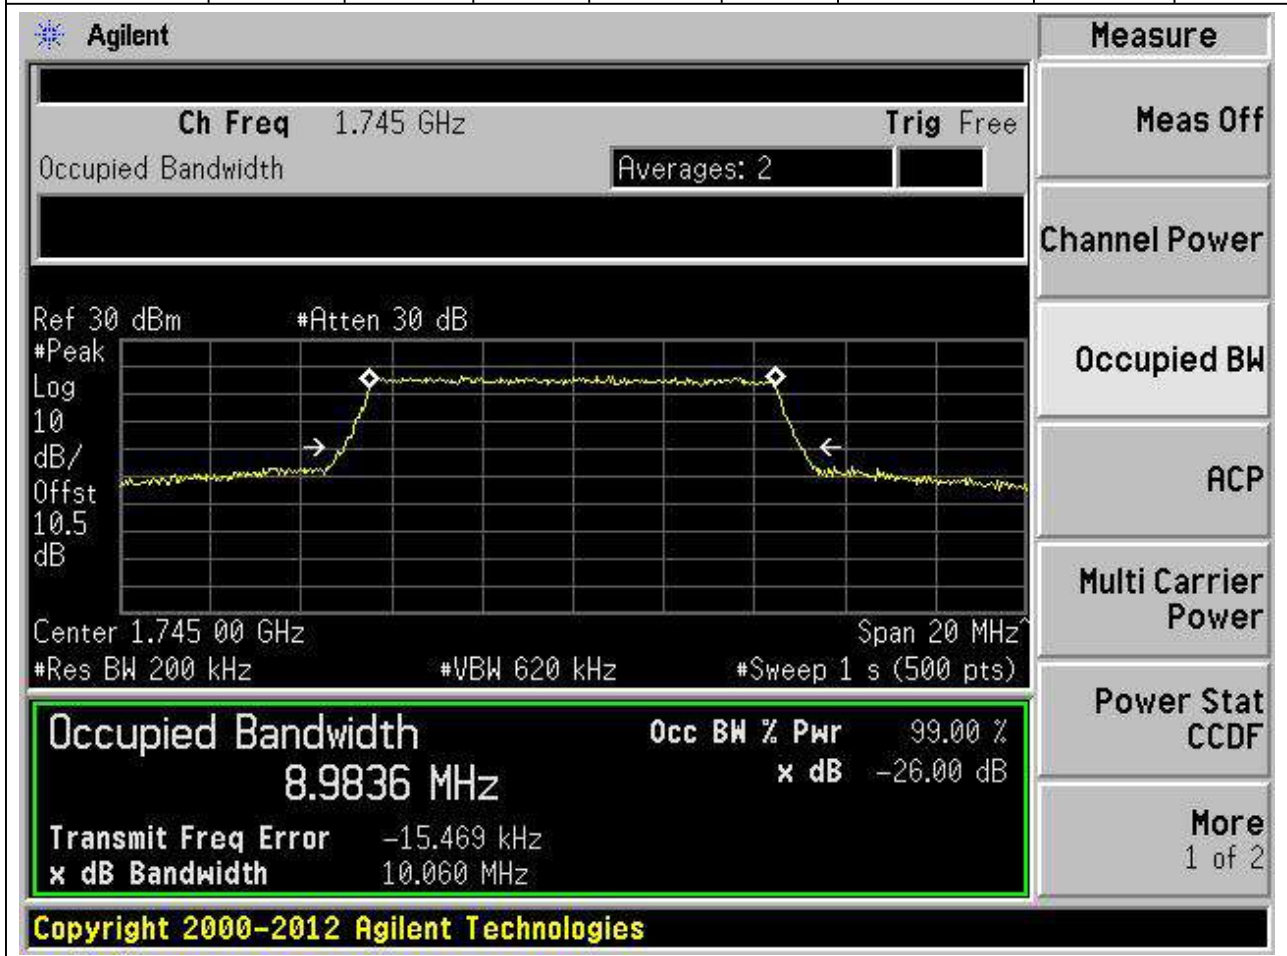 Agilent
Measure
Ch Freq 1.745 GHz Trig Free
Occupied Bandwidth Averages: 2
Meas Off
Channel Power
Occupied BW
ACP
Multi Carrier
Power
Power Stat
CCDF
More
1 of 2
Ref 30 dBm #Atten 30 dB
#Peak
Log
10
dB/
Offst
10.5
dB
Center 1.745 00 GHz Span 20 MHz^
#Res BW 200 kHz #VBW 620 kHz #Sweep 1 s (500 pts)
Occupied Bandwidth Occ BW % Pwr 99.00 %
8.9836 MHz x dB -26.00 dB
Transmit Freq Error -15.469 kHz
x dB Bandwidth 10.060 MHz
Copyright 2000-2012 Agilent Technologies